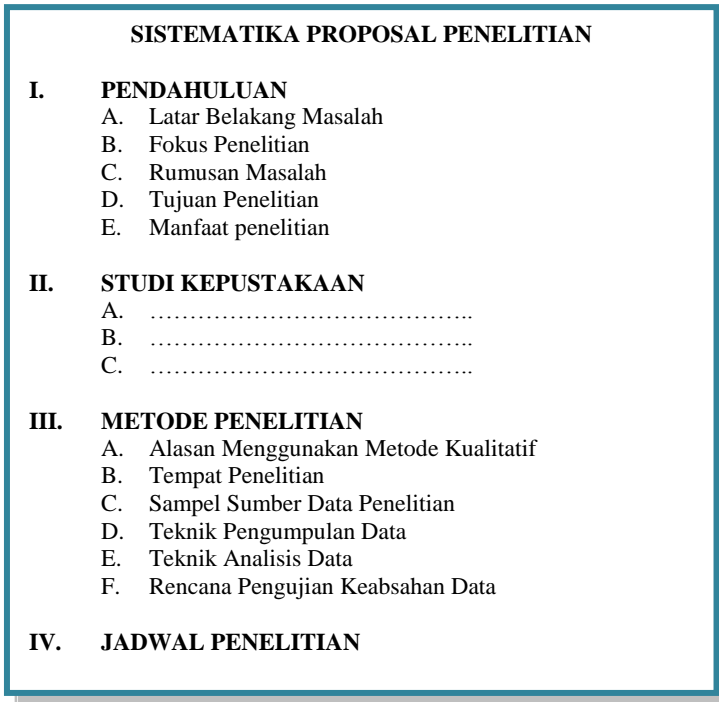 SISTEMATIKA PROPOSAL PENELITIAN
I. PENDAHULUAN
A. Latar Belakang Masalah
B. Fokus Penelitian
C. Rumusan Masalah
D. Tujuan Penelitian
E. Manfaat penelitian
II. STUDI KEPUSTAKAAN
A. …………………………………..
B. …………………………………..
C. …………………………………..
III. METODE PENELITIAN
A. Alasan Menggunakan Metode Kualitatif
B. Tempat Penelitian
C. Sampel Sumber Data Penelitian
D. Teknik Pengumpulan Data
E. Teknik Analisis Data
F. Rencana Pengujian Keabsahan Data
IV. JADWAL PENELITIAN